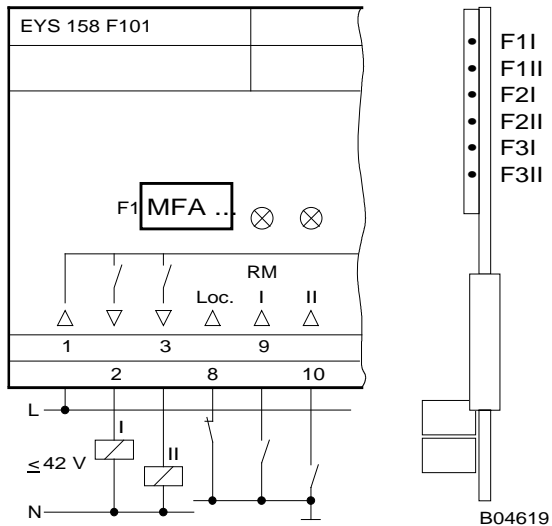 EYS 158 F101
F1I
F1II
F2I
F2II
F3I
F3II
F1 MFA ...
RM
Loc. I II
1 3 9
2 8 10
L
I
II
≤ 42 V
N
B04619